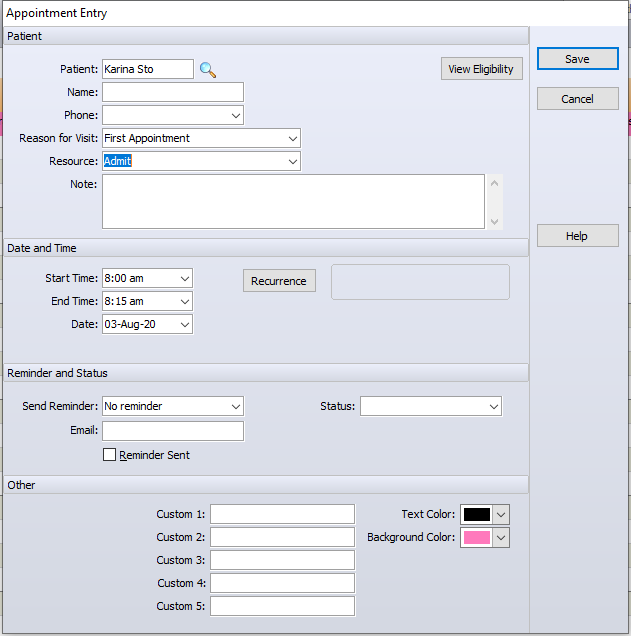 Appointment Entry
Patient
Patient: Karina Sto
View Eligibility
Save
Name:
Cancel
Phone:
Reason for Visit: First Appointment
Resource: Admit
Note:
Help
Date and Time
Start Time: 8:00 am
Recurrence
End Time: 8:15 am
Date: 03-Aug-20
Reminder and Status
Send Reminder: No reminder
Status:
Email:
Reminder Sent
Other
Custom 1:
Text Color:
Custom 2:
Background Color:
Custom 3:
Custom 4:
Custom 5: